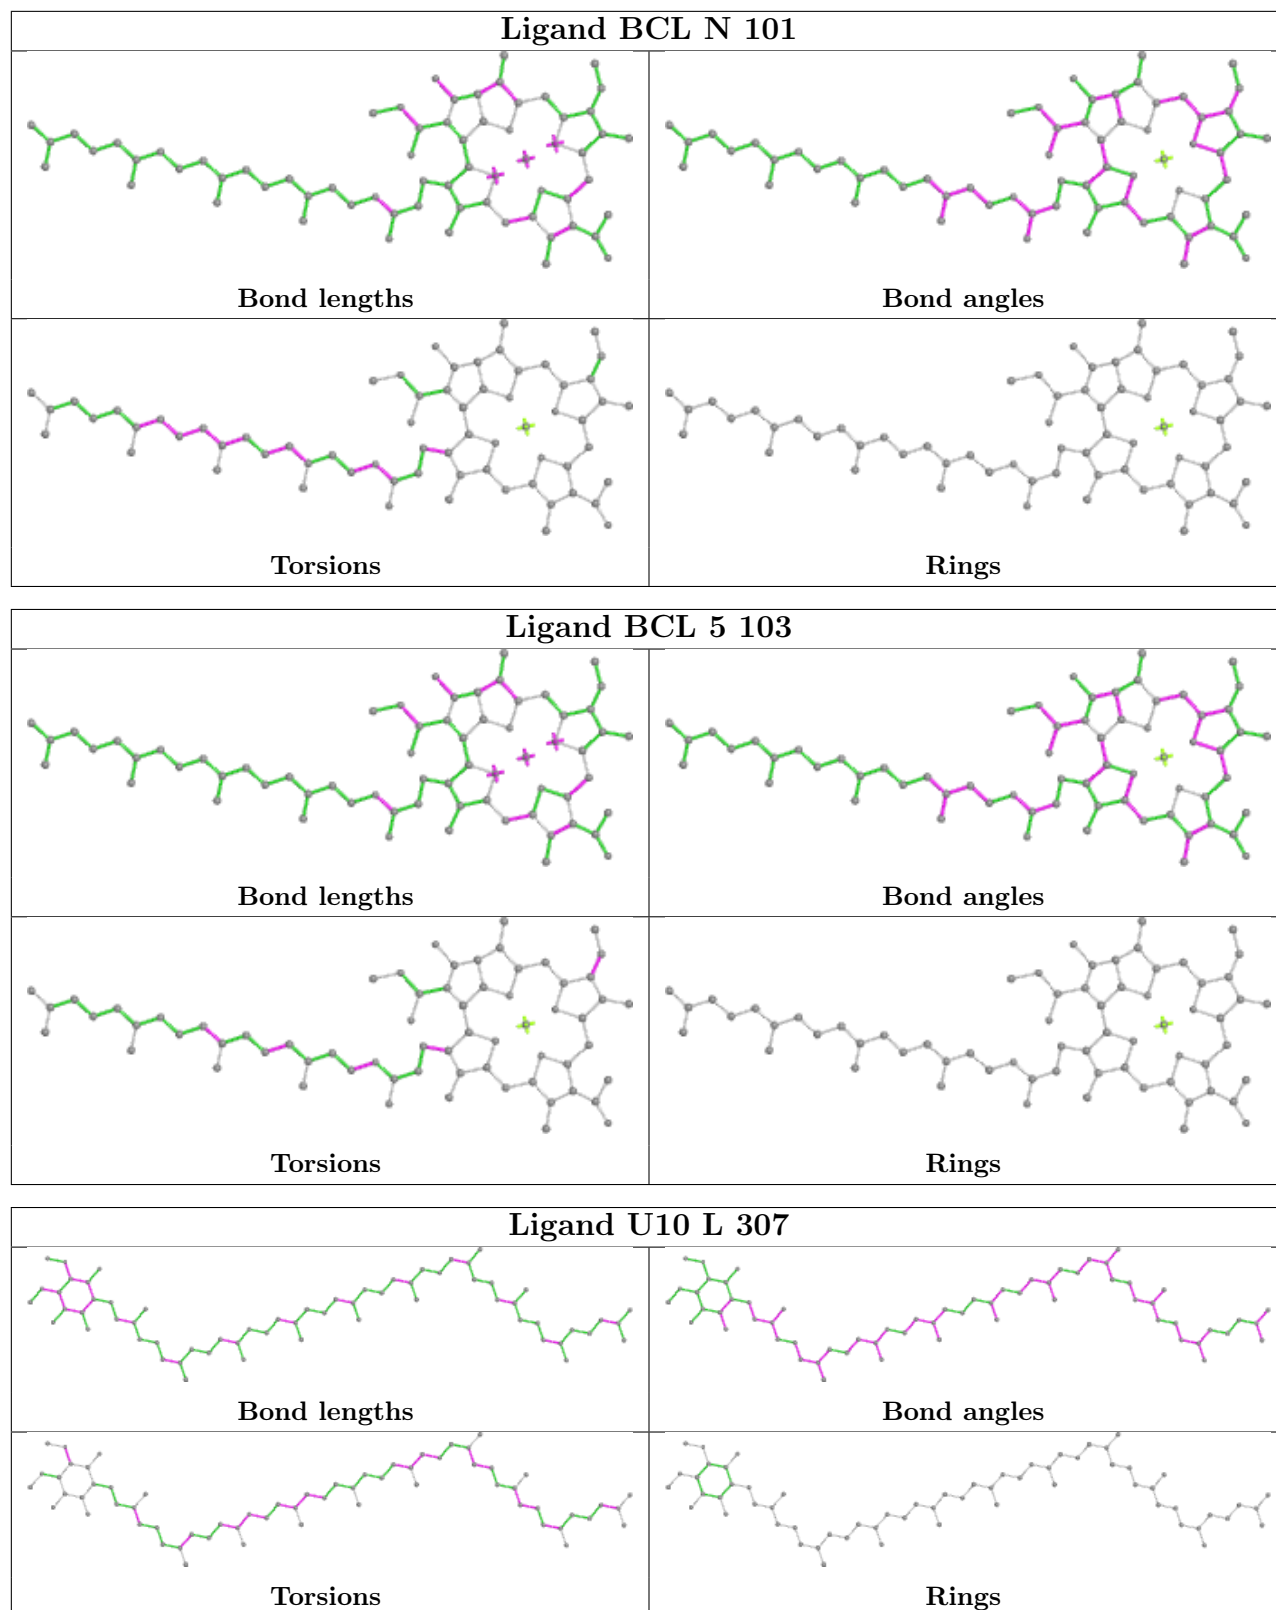 Ligand BCL N 101
Bond lengths
Bond angles
Torsions
Rings
Ligand BCL 5 103
Bond lengths
Bond angles
Torsions
Rings
Ligand U10 L 307
Bond lengths
Bond angles
Torsions
Rings